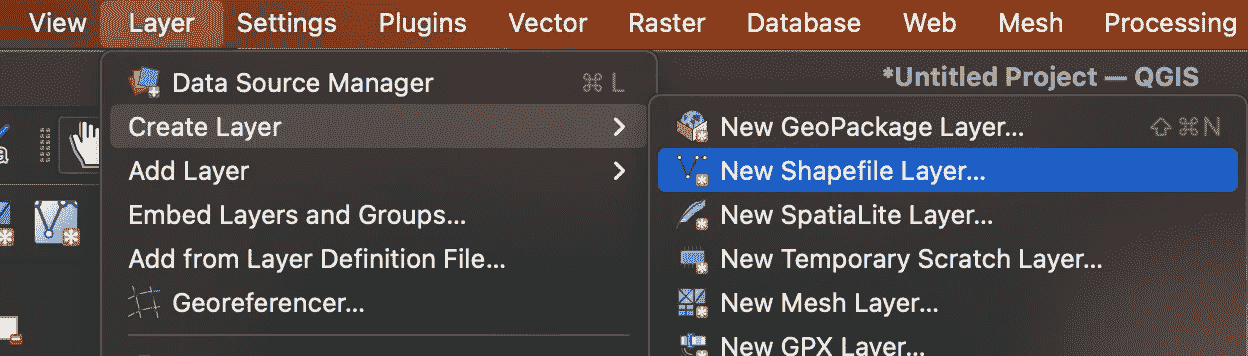 View Layer Settings Plugins Vector Raster Database Web Mesh Processing
*Untitled Project — QGIS
Data Source Manager ⌘ L
Create Layer
Add Layer
Embed Layers and Groups...
Add from Layer Definition File...
Georeferencer...
New GeoPackage Layer... ⇧⌘N
New Shapefile Layer...
New SpatiaLite Layer...
New Temporary Scratch Layer...
New Mesh Layer...
New GPX Layer...